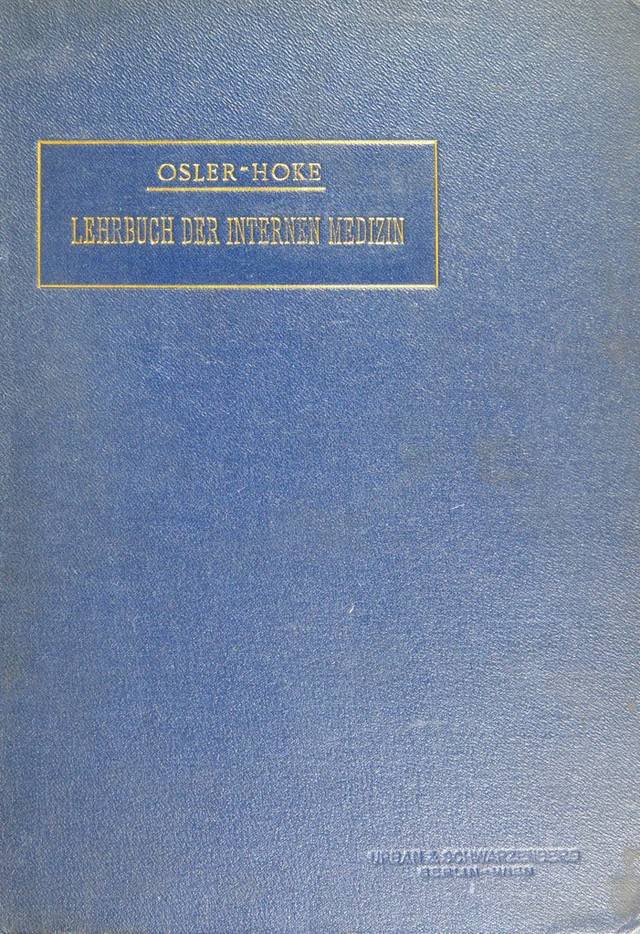 OSLER-HOKE
LEHRBUCH DER INTERNEN MEDIZIN
URBAN & SCHWARZENBERG
BERLIN-WIEN